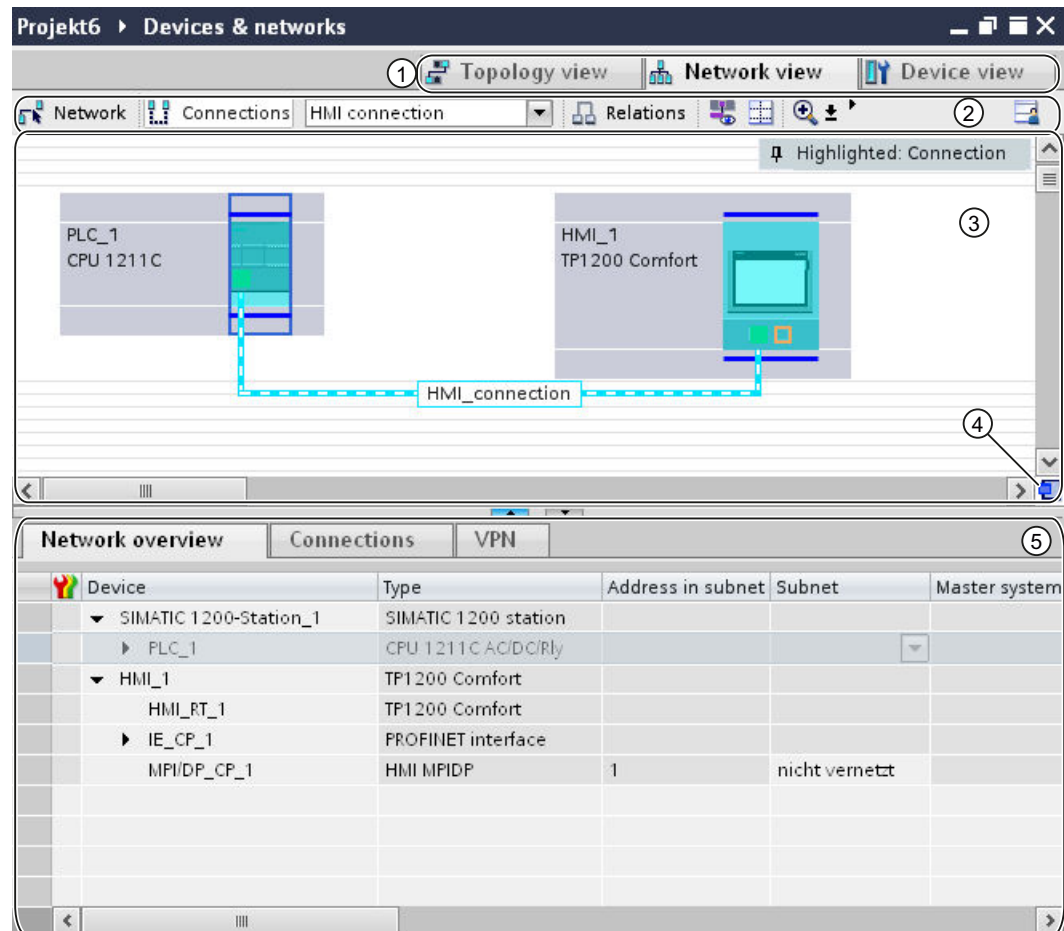 Projekt6 ▸ Devices & networks
① Topology view Network view Device view
Network Connections HMI connection Relations ②
Highlighted: Connection
③
PLC_1
CPU 1211C
HMI_1
TP1200 Comfort
HMI_connection
④
Network overview Connections VPN ⑤
Device Type Address in subnet Subnet Master system
SIMATIC 1200-Station_1 SIMATIC 1200 station
PLC_1 CPU 1211C AC/DC/Rly
HMI_1 TP1200 Comfort
HMI_RT_1 TP1200 Comfort
IE_CP_1 PROFINET interface
MPI/DP_CP_1 HMI MPIDP 1 nicht vernetzt